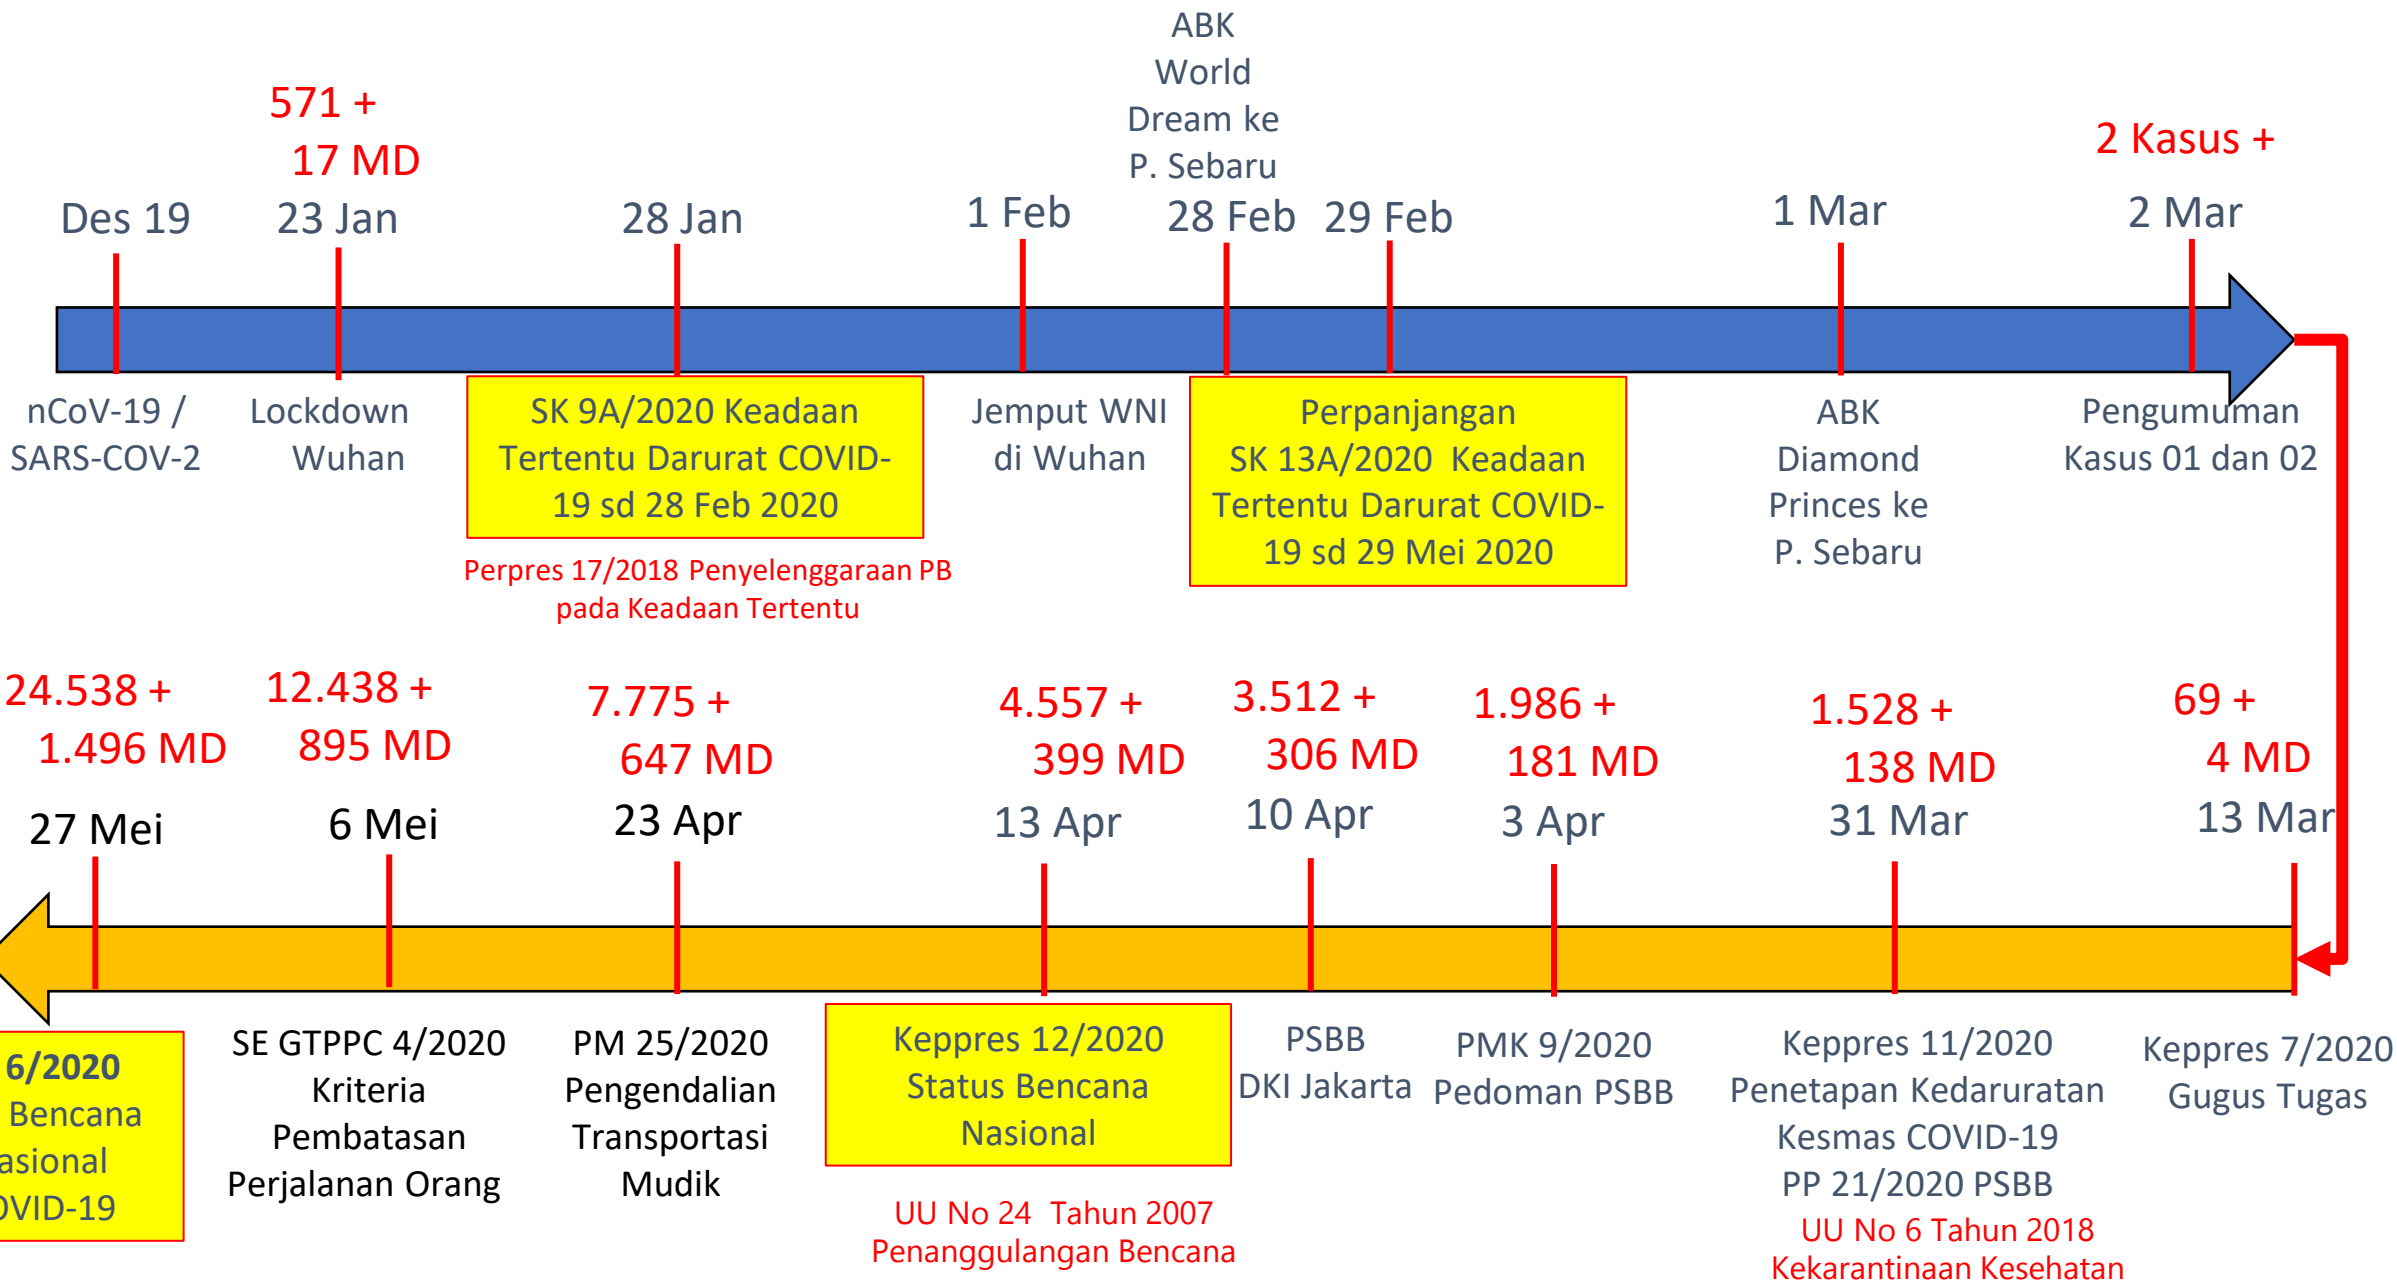 ABK
World
Dream ke
P. Sebaru
571 +
17 MD
2 Kasus +
Des 19
23 Jan
28 Jan
1 Feb
28 Feb
29 Feb
1 Mar
2 Mar
nCoV-19 /
SARS-COV-2
Lockdown
Wuhan
SK 9A/2020 Keadaan
Tertentu Darurat COVID-
19 sd 28 Feb 2020
Perpres 17/2018 Penyelenggaraan PB
pada Keadaan Tertentu
Jemput WNI
di Wuhan
Perpanjangan
SK 13A/2020 Keadaan
Tertentu Darurat COVID-
19 sd 29 Mei 2020
ABK
Diamond
Princes ke
P. Sebaru
Pengumuman
Kasus 01 dan 02
24.538 +
1.496 MD
27 Mei
12.438 +
895 MD
6 Mei
7.775 +
647 MD
23 Apr
4.557 +
399 MD
13 Apr
3.512 +
306 MD
10 Apr
1.986 +
181 MD
3 Apr
1.528 +
138 MD
31 Mar
69 +
4 MD
13 Mar
6/2020
Bencana
asional
OVID-19
SE GTPPC 4/2020
Kriteria
Pembatasan
Perjalanan Orang
PM 25/2020
Pengendalian
Transportasi
Mudik
Keppres 12/2020
Status Bencana
Nasional
UU No 24 Tahun 2007
Penanggulangan Bencana
PSBB
DKI Jakarta
PMK 9/2020
Pedoman PSBB
Keppres 11/2020
Penetapan Kedaruratan
Kesmas COVID-19
PP 21/2020 PSBB
UU No 6 Tahun 2018
Kekarantinaan Kesehatan
Keppres 7/2020
Gugus Tugas